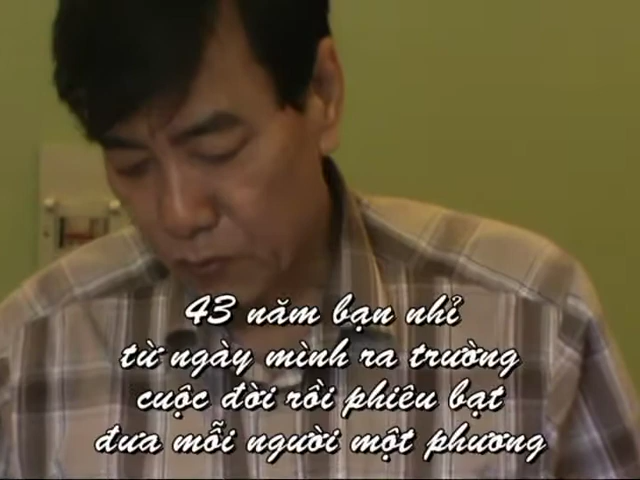 43 năm bạn nhỉ
từ ngày mình ra trường
cuộc đời rồi phiêu bạt
đưa mỗi người một phương